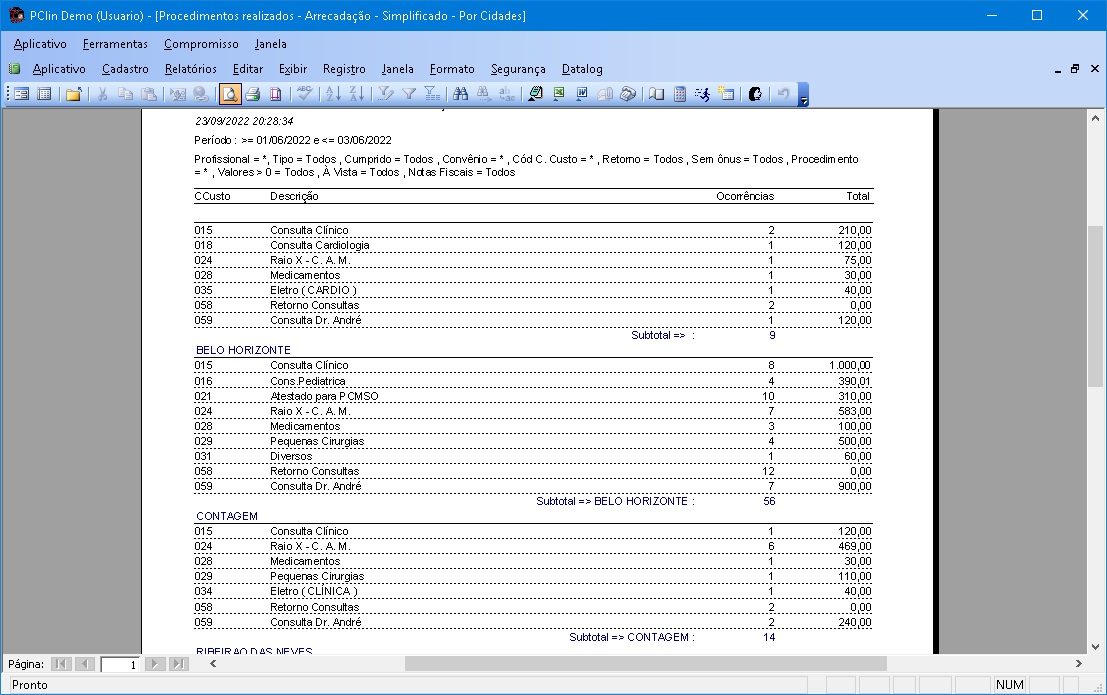 PClin Demo (Usuario) - [Procedimentos realizados - Arrecadação - Simplificado - Por Cidades]
Aplicativo Ferramentas Compromisso Janela
Aplicativo Cadastro Relatórios Editar Exibir Registro Janela Formato Segurança Datalog
23/09/2022 20:28:34
Período : >= 01/06/2022 e <= 03/06/2022
Profissional = *, Tipo = Todos , Cumprido = Todos , Convênio = * , Cód C. Custo = * , Retorno = Todos , Sem ônus = Todos , Procedimento
= * , Valores > 0 = Todos , À Vista = Todos , Notas Fiscais = Todos
CCusto Descrição Ocorrências Total
015 Consulta Clínico 2 210,00
018 Consulta Cardiologia 1 120,00
024 Raio X - C. A. M. 1 75,00
028 Medicamentos 1 30,00
035 Eletro ( CARDIO ) 1 40,00
058 Retorno Consultas 2 0,00
059 Consulta Dr. André 1 120,00
Subtotal => : 9
BELO HORIZONTE
015 Consulta Clínico 8 1.000,00
016 Cons.Pediatrica 4 390,01
021 Atestado para PCMSO 10 310,00
024 Raio X - C. A. M. 7 583,00
028 Medicamentos 3 100,00
029 Pequenas Cirurgias 4 500,00
031 Diversos 1 60,00
058 Retorno Consultas 12 0,00
059 Consulta Dr. André 7 900,00
Subtotal => BELO HORIZONTE : 56
CONTAGEM
015 Consulta Clínico 1 120,00
024 Raio X - C. A. M. 6 469,00
028 Medicamentos 1 30,00
029 Pequenas Cirurgias 1 110,00
034 Eletro ( CLÍNICA ) 1 40,00
058 Retorno Consultas 2 0,00
059 Consulta Dr. André 2 240,00
Subtotal => CONTAGEM : 14
RIBEIRAO DAS NEVES
Página: 1
Pronto NUM